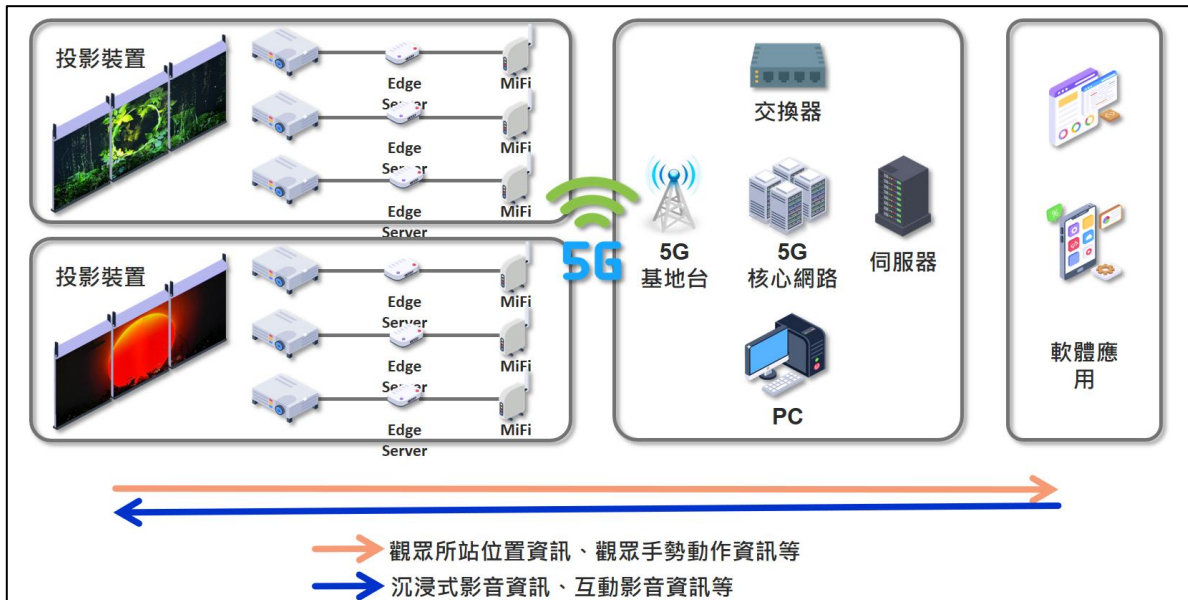 投影裝置
Edge
Server
MiFi
Edge
Server
MiFi
Edge
Server
MiFi
投影裝置
Edge
Server
MiFi
Edge
Server
MiFi
Edge
Server
MiFi
5G
交換器
5G
基地台
5G
核心網路
伺服器
PC
軟體應
用
觀眾所站位置資訊、觀眾手勢動作資訊等
沉浸式影音資訊、互動影音資訊等